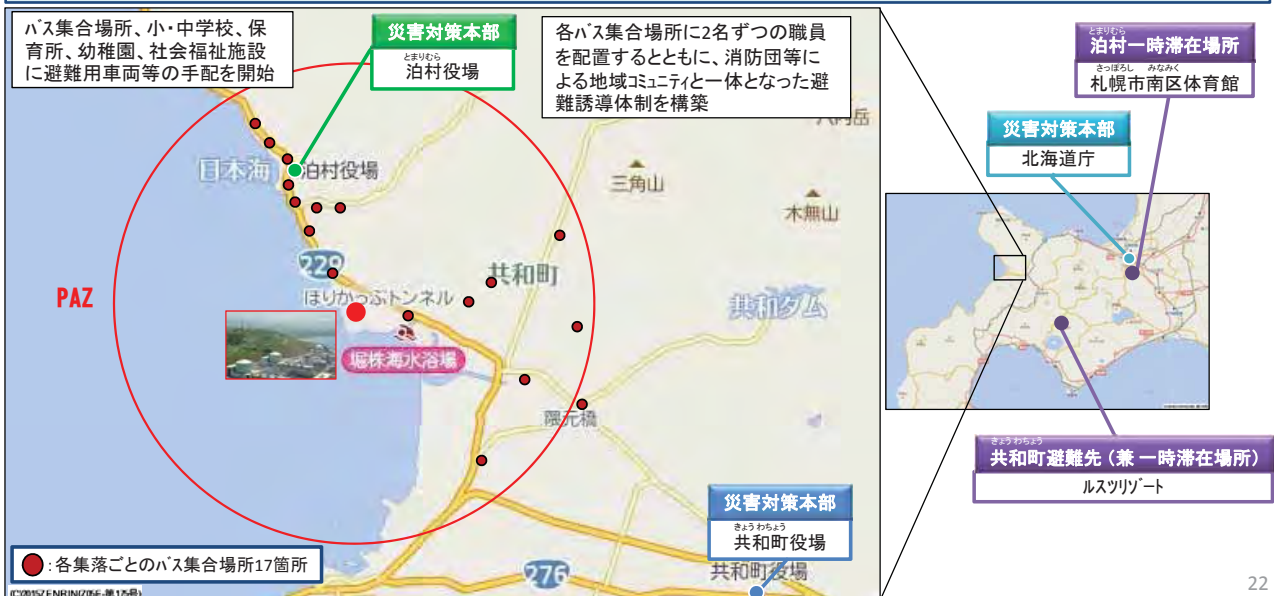 バス集合場所、小・中学校、保
育所、幼稚園、社会福祉施設
に避難用車両等の手配を開始
災害対策本部
とまりむら
泊村役場
各バス集合場所に2名ずつの職員
を配置するとともに、消防団等に
よる地域コミュニティと一体となった避
難誘導体制を構築
とまりむら
泊村一時滞在場所
さっぽろし みなみく
札幌市南区体育館
災害対策本部
北海道庁
日本海
泊村役場
三角山
木無山
229
共和町
PAZ
ほりかっぷトンネル
共和ダム
堀株海水浴場
隈元橋
きょうわちょう
共和町避難先（兼 一時滞在場所）
ルスツリゾート
災害対策本部
きょうわちょう
共和町役場
:各集落ごとのバス集合場所17箇所
276
共和町役場
22